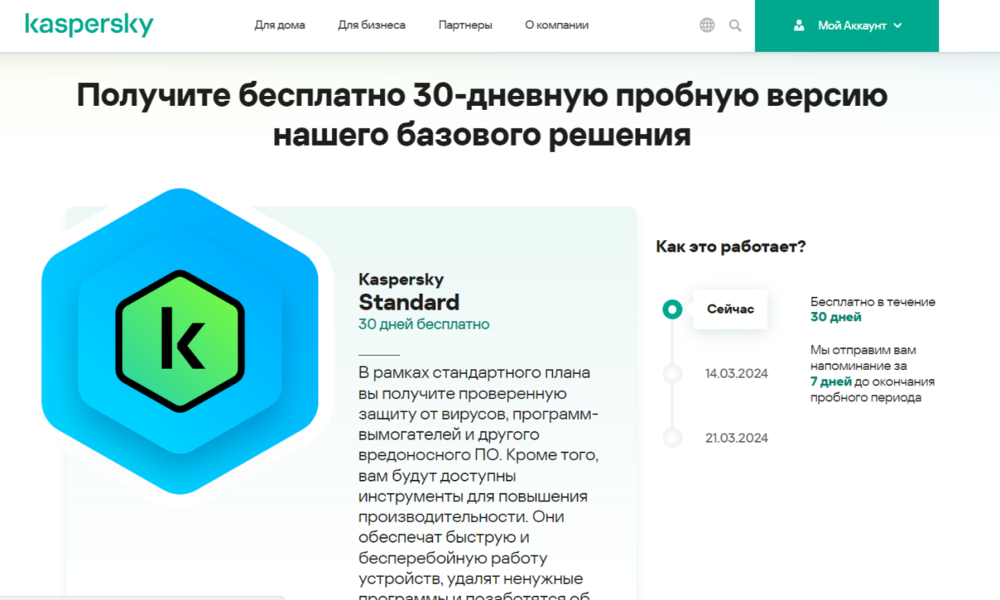 kaspersky
Для дома
Для бизнеса
Партнеры
О компании
Мой Аккаунт
Получите бесплатно 30-дневную пробную версию
нашего базового решения
k
Kaspersky
Standard
30 дней бесплатно
В рамках стандартного плана
вы получите проверенную
защиту от вирусов, программ-
вымогателей и другого
вредоносного ПО. Кроме того,
вам будут доступны
инструменты для повышения
производительности. Они
обеспечат быструю и
бесперебойную работу
устройств, удалят ненужные
программы и позаботятся об
Как это работает?
Сейчас
Бесплатно в течение
30 дней
14.03.2024
Мы отправим вам
напоминание за
7 дней до окончания
пробного периода
21.03.2024